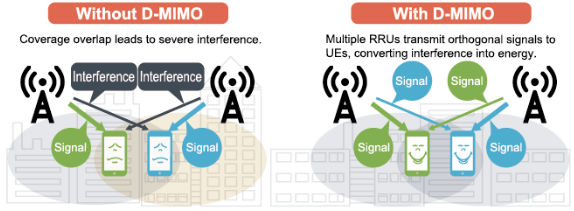 Without D-MIMO
Coverage overlap leads to severe interference.
Interference
Interference
Signal
Signal
With D-MIMO
Multiple RRUs transmit orthogonal signals to
UEs, converting interference into energy.
Signal
Signal
Signal
Signal